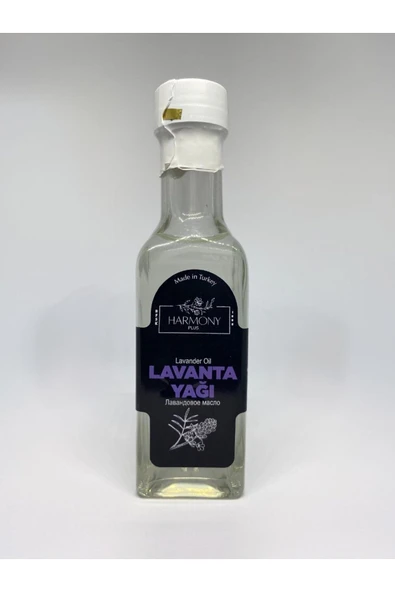 Made in Turkey
HARMONY
PLUS
Lavander Oil
LAVANTA
YAĞI
Лавандовое масло